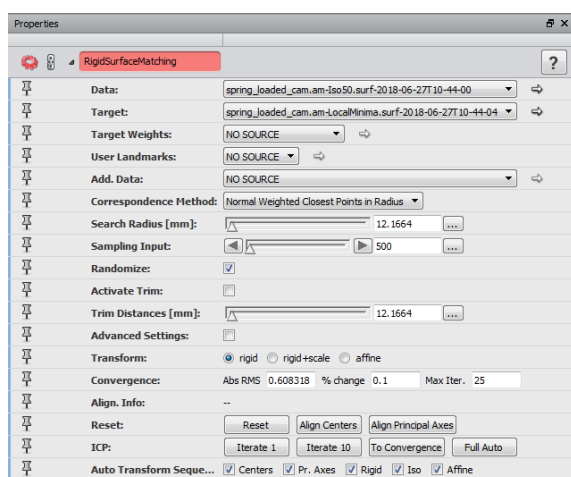 Properties
RigidSurfaceMatching ?
Data: spring_loaded_cam.am-Iso50.surf-2018-06-27T10-44-00
Target: spring_loaded_cam.am-LocalMinima.surf-2018-06-27T10-44-04
Target Weights: NO SOURCE
User Landmarks: NO SOURCE
Add. Data: NO SOURCE
Correspondence Method: Normal Weighted Closest Points in Radius
Search Radius [mm]: 12.1664 ...
Sampling Input: 500 ...
Randomize:
Activate Trim:
Trim Distances [mm]: 12.1664 ...
Advanced Settings:
Transform: rigid rigid+scale affine
Convergence: Abs RMS 0.608318 % change 0.1 Max Iter. 25
Align. Info: --
Reset: Reset Align Centers Align Principal Axes
ICP: Iterate 1 Iterate 10 To Convergence Full Auto
Auto Transform Seque... Centers Pr. Axes Rigid Iso Affine